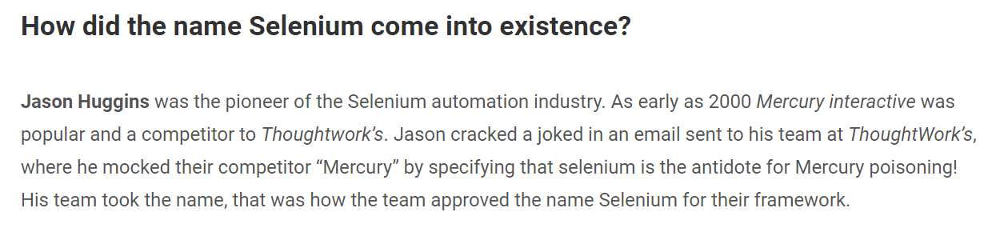 How did the name Selenium come into existence?
Jason Huggins was the pioneer of the Selenium automation industry. As early as 2000 Mercury interactive was
popular and a competitor to Thoughtwork’s. Jason cracked a joked in an email sent to his team at ThoughtWork’s,
where he mocked their competitor “Mercury” by specifying that selenium is the antidote for Mercury poisoning!
His team took the name, that was how the team approved the name Selenium for their framework.